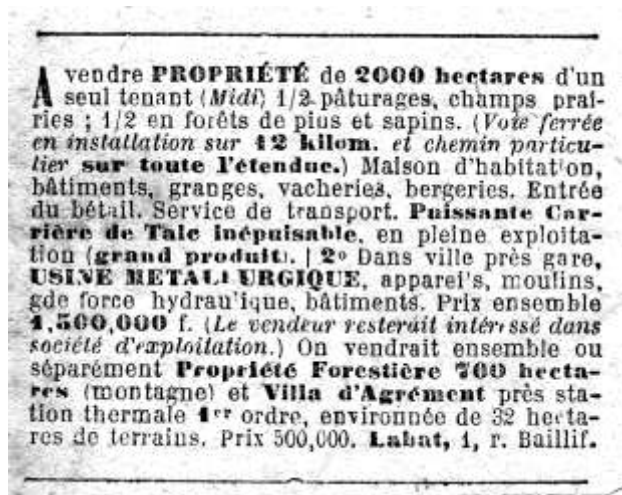 A vendre PROPRIÉTÉ de 2000 hectares d'un
seul tenant (Midi) 1/2 pâturages, champs prai-
ries ; 1/2 en forêts de pins et sapins. (Voie ferrée
en installation sur 12 kilom. et chemin particu-
lier sur toute l'étendue.) Maison d'habitation,
bâtiments, granges, vacheries, bergeries. Entrée
du bétail. Service de transport. Puissante Car-
rière de Talc inépuisable, en pleine exploita-
tion (grand produit). | 2° Dans ville près gare,
USINE METALLURGIQUE, appareils, moulins,
gde force hydraulique, bâtiments. Prix ensemble
1,500,000 f. (Le vendeur resterait intéressé dans
société d'exploitation.) On vendrait ensemble ou
séparément Propriété Forestière 700 hecta-
res (montagne) et Villa d'Agrément près sta-
tion thermale 1er ordre, environnée de 32 hecta-
res de terrains. Prix 500,000. Labat, 1, r. Baillif.